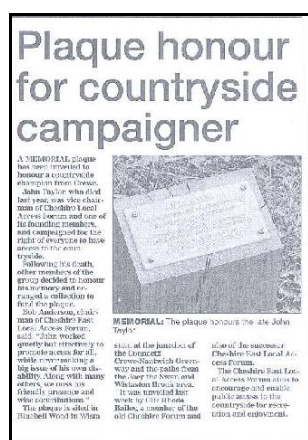 Plaque honour
for countryside
campaigner
A MEMORIAL plaque
has been unveiled to
honour a countryside
champion from Crewe.
John Taylor, who died
last year, was vice chair-
man of Cheshire Local
Access Forum and one of
its founding members,
and campaigned for the
right of everyone to have
access to the coun-
tryside.
Following his death,
other members of the
group decided to honour
his memory and ar-
ranged a collection to
fund the plaque.
Bob Anderson, chair-
man of Cheshire East
Local Access Forum,
said: "John worked
quietly but effectively to
promote access for all,
while never making a
big issue of his own dis-
ability. Along with many
others, we miss his
friendly presence and
wise contributions."
The plaque is sited in
Wood in Wista-
MEMORIAL: The plaque honours the late John
Taylor
at the junction of
the Connect2
Crewe-Nantwich Green-
way and the paths from
the Joey the Swan and
Wistaston Brook area.
It was unveiled last
week by
a member of the
old Cheshire Forum and
also of the successor
Cheshire East Local Ac-
cess Forum.
The Cheshire East Loc-
al Access Forum aims to
encourage and enable
public access to the
countryside for recre-
ation and enjoyment.